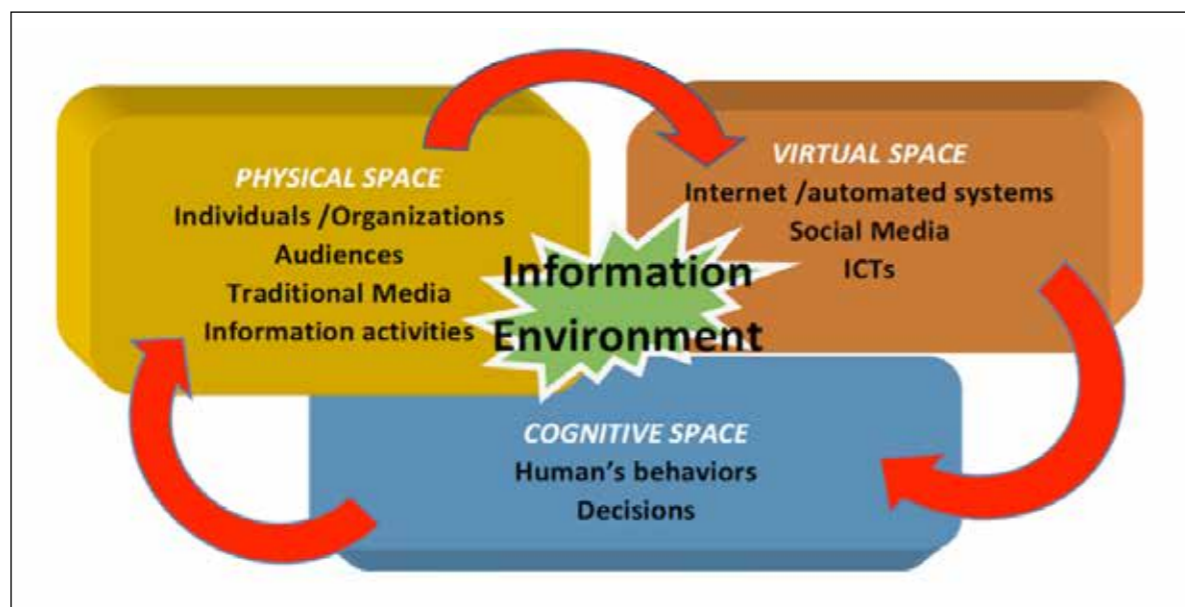 PHYSICAL SPACE
Individuals /Organizations
Audiences
Traditional Media
Information activities
VIRTUAL SPACE
Internet /automated systems
Social Media
ICTs
Information
Environment
COGNITIVE SPACE
Human’s behaviors
Decisions